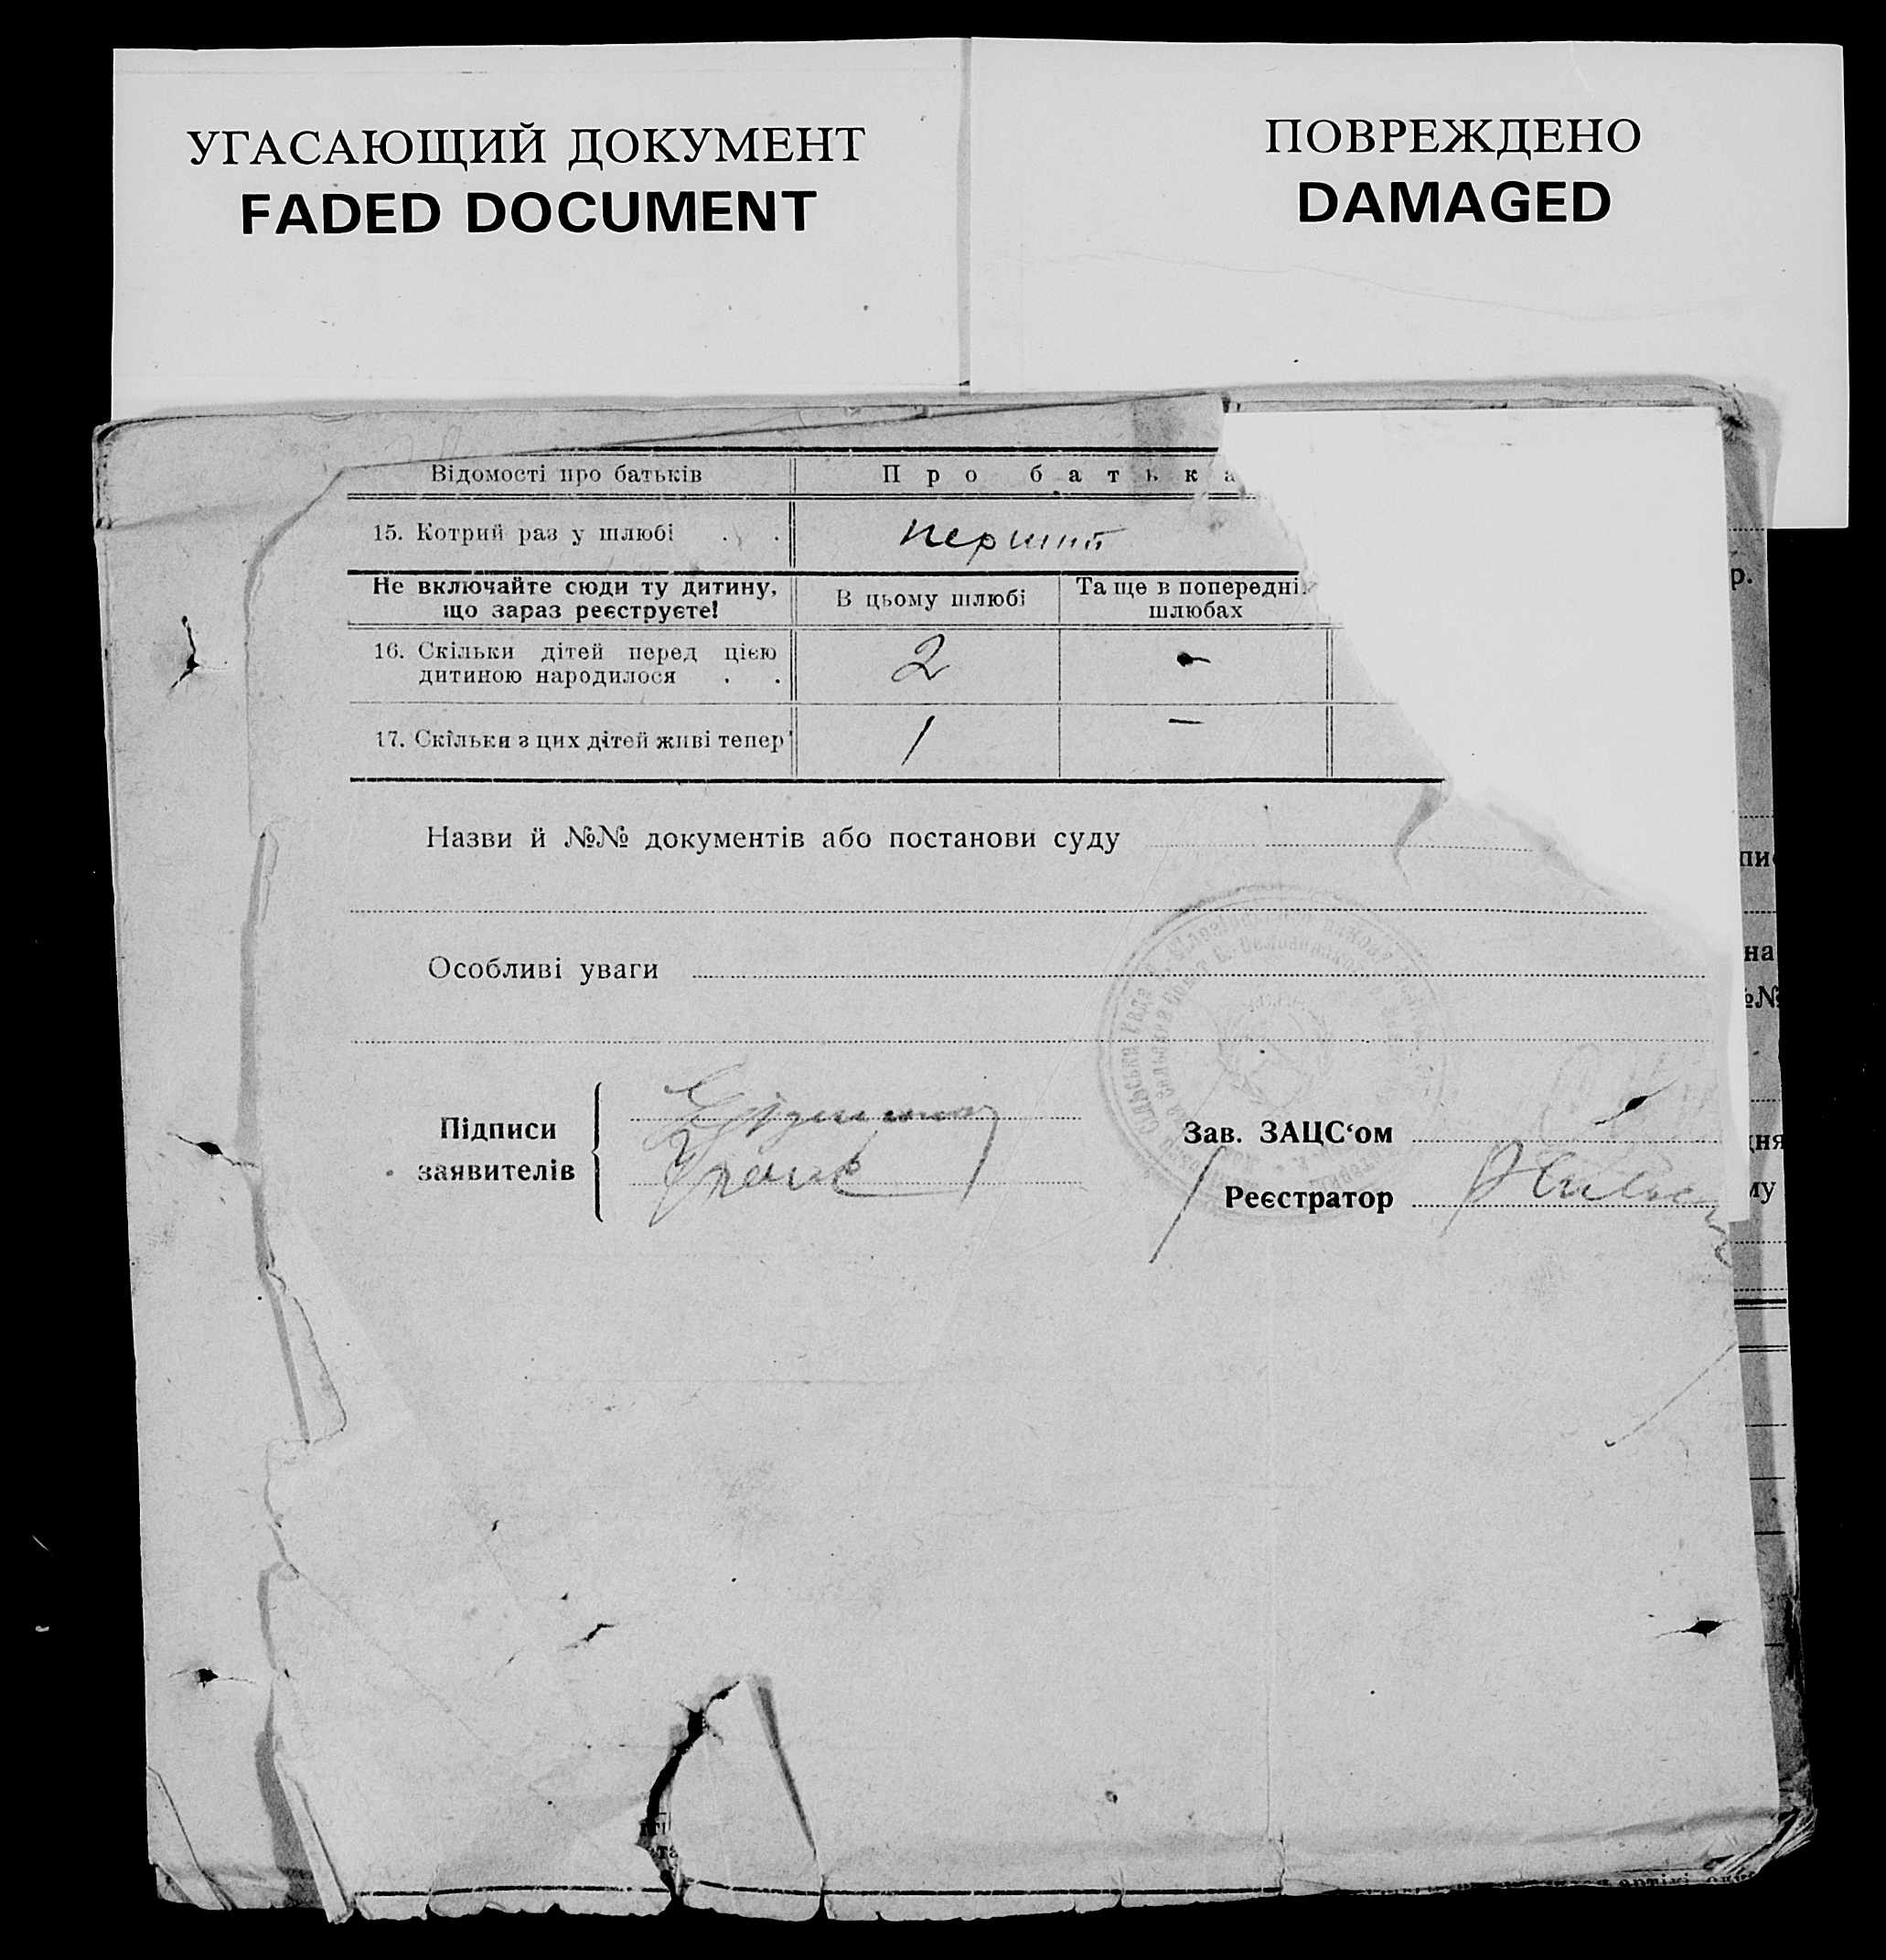 УГАСАЮЩИЙ ДОКУМЕНТ
FADED DOCUMENT
ПОВРЕЖДЕНО
DAMAGED
Відомості про батьків
Про батька
15. Котрий раз у шлюбі . .
перший
Не включайте сюди ту дитину,
що зараз реєструєте!
В цьому шлюбі
Та ще в попередні
шлюбах
16. Скільки дітей перед цією
дитиною народилося . .
2
-
17. Скільки з цих дітей живі тепер
1
-
Назви й №№ документів або постанови суду
Особливі уваги
Підписи
заявителів
Зав. ЗАЦС‘ом
Реєстратор